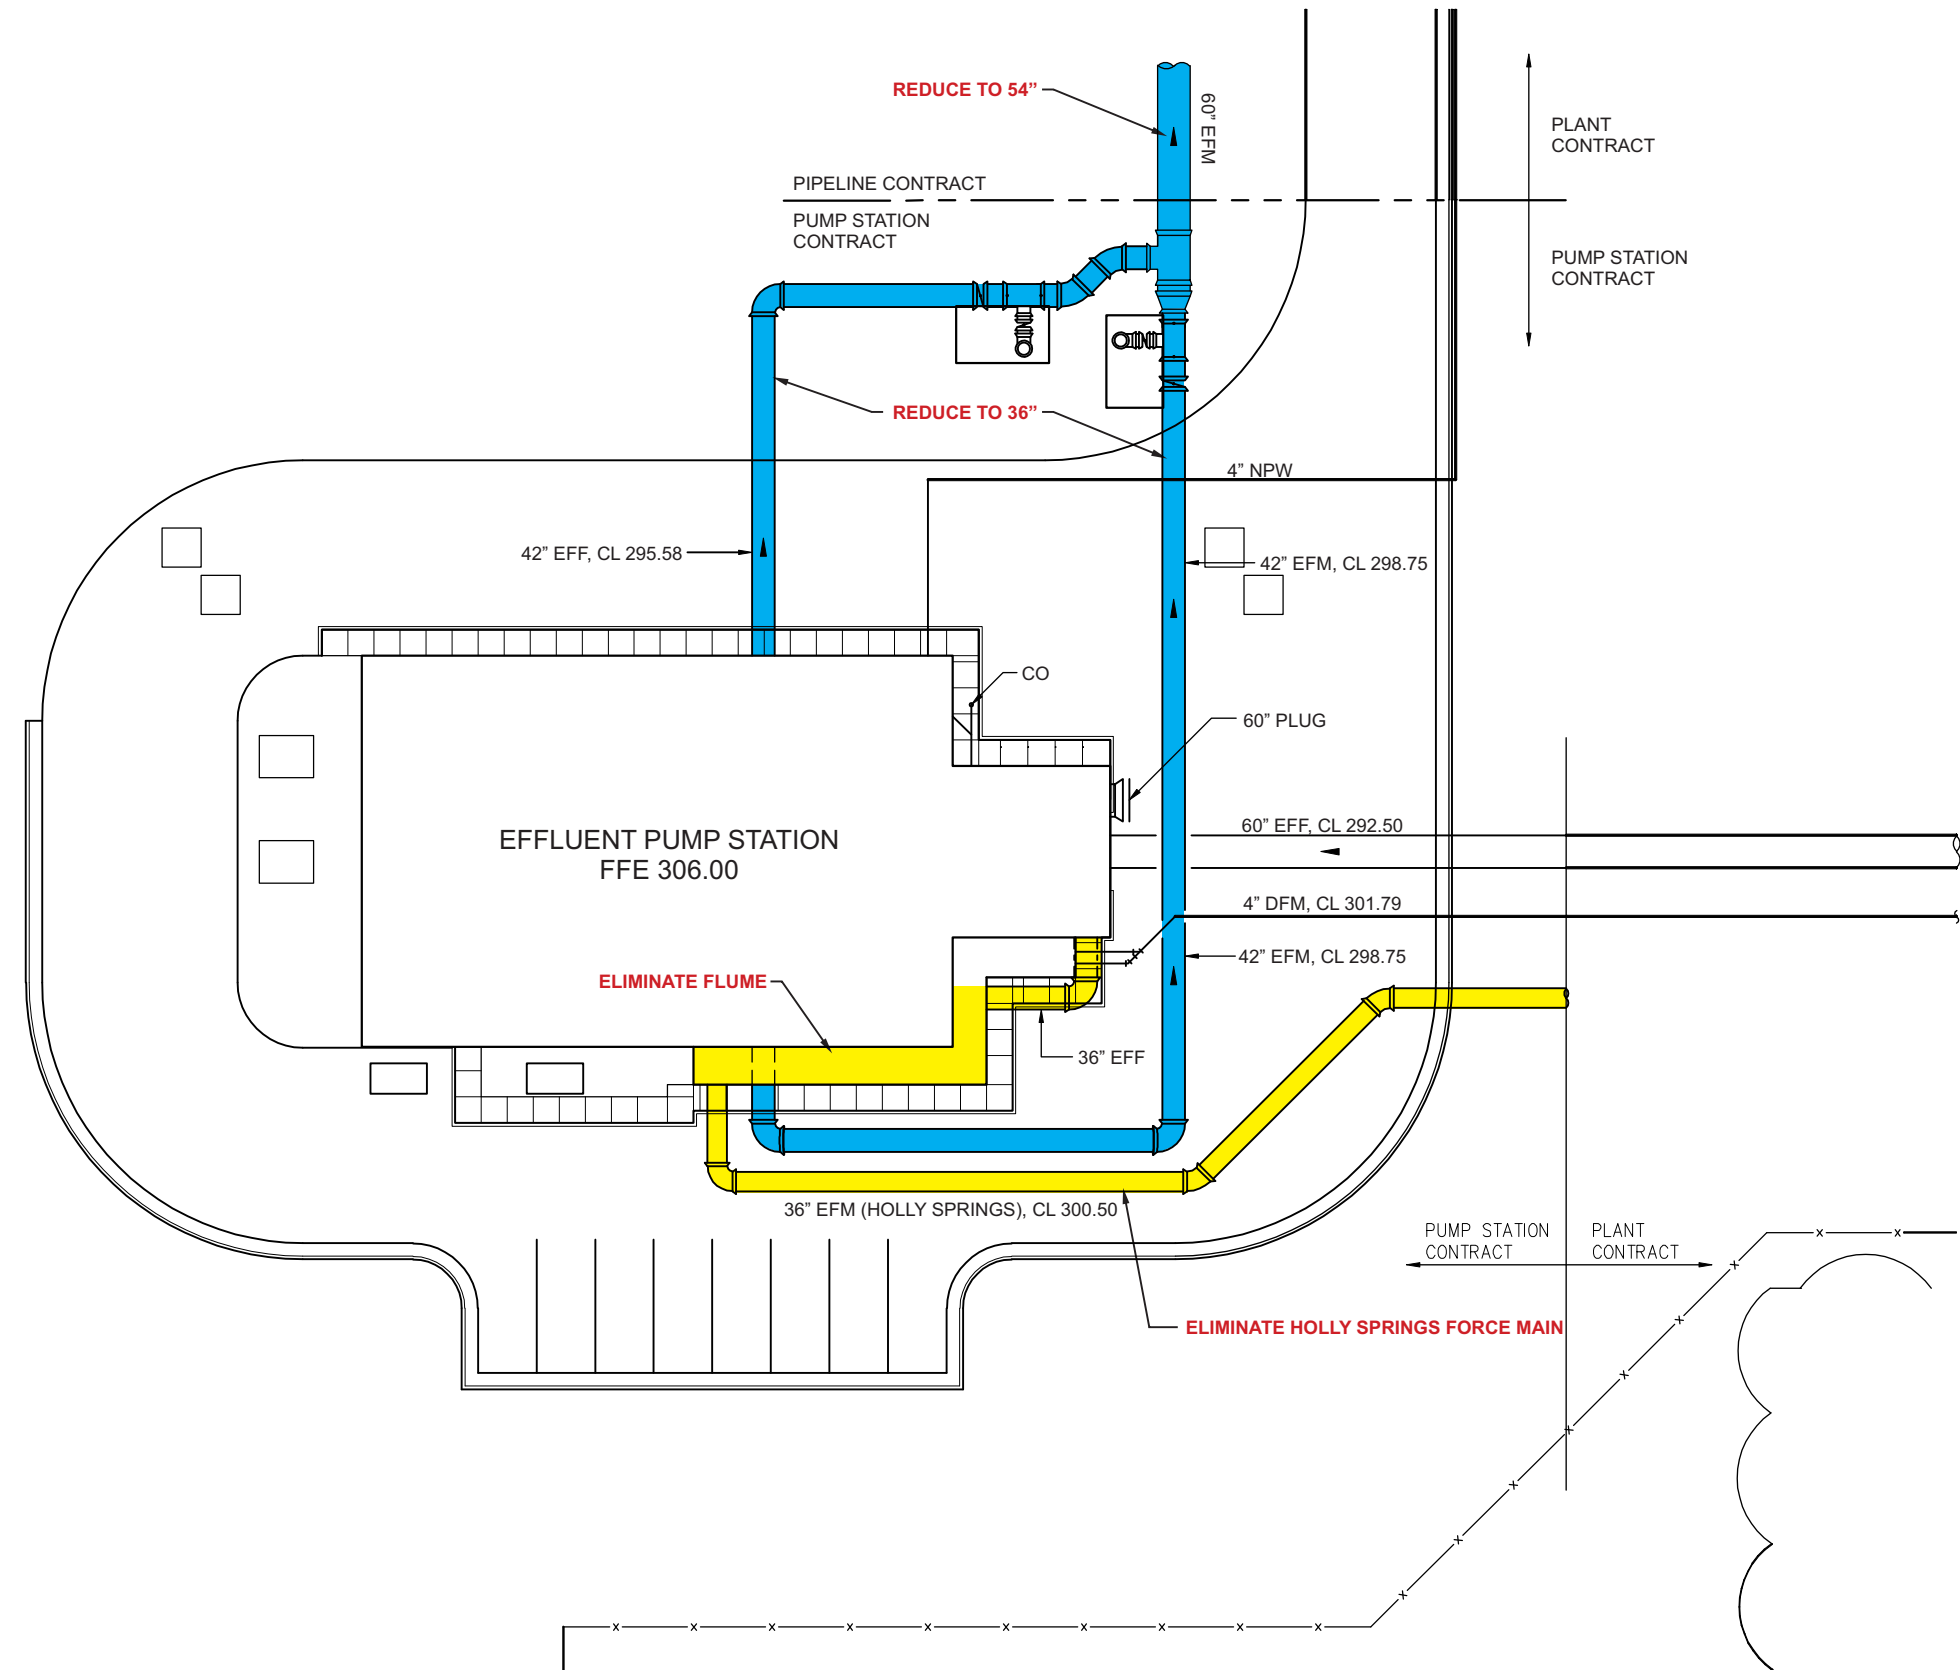 REDUCE TO 54”
60” EFM
PLANT
CONTRACT
PIPELINE CONTRACT
PUMP STATION
CONTRACT
PUMP STATION
CONTRACT
REDUCE TO 36”
4” NPW
42” EFF, CL 295.58
42” EFM, CL 298.75
CO
60” PLUG
60” EFF, CL 292.50
EFFLUENT PUMP STATION
FFE 306.00
4” DFM, CL 301.79
42” EFM, CL 298.75
ELIMINATE FLUME
36” EFF
36” EFM (HOLLY SPRINGS), CL 300.50
PUMP STATION
CONTRACT
PLANT
CONTRACT
ELIMINATE HOLLY SPRINGS FORCE MAIN